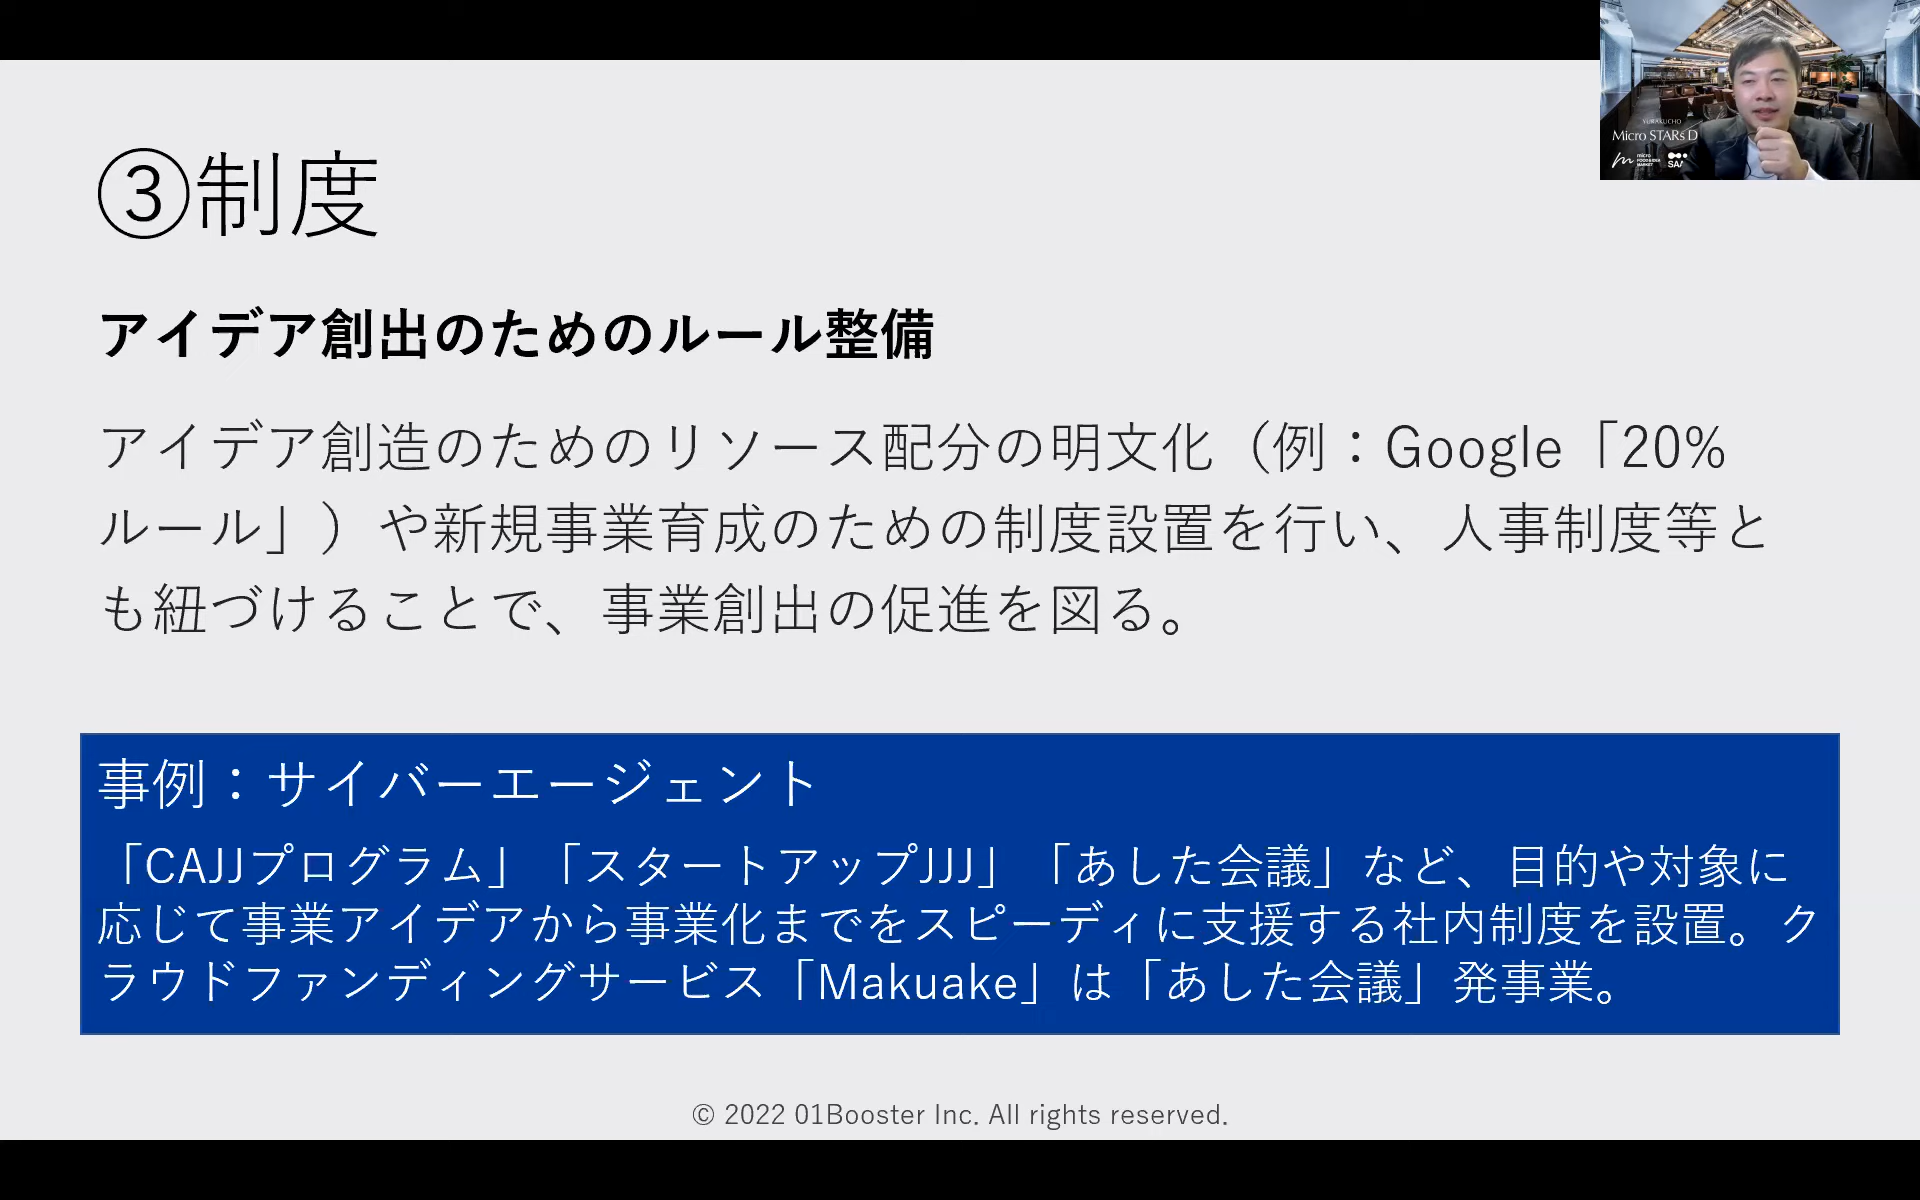 YURAKUCHO
Micro STARs D
SAA
③制度
アイデア創出のためのルール整備
アイデア創造のためのリソース配分の明文化（例：Google「20%
ルール」）や新規事業育成のための制度設置を行い、人事制度等と
も紐づけることで、事業創出の促進を図る。
事例：サイバーエージェント
「CAJJプログラム」「スタートアップJJJ」「あした会議」など、目的や対象に
応じて事業アイデアから事業化までをスピーディに支援する社内制度を設置。ク
ラウドファンディングサービス「Makuake」は「あした会議」発事業。
© 2022 01Booster Inc. All rights reserved.